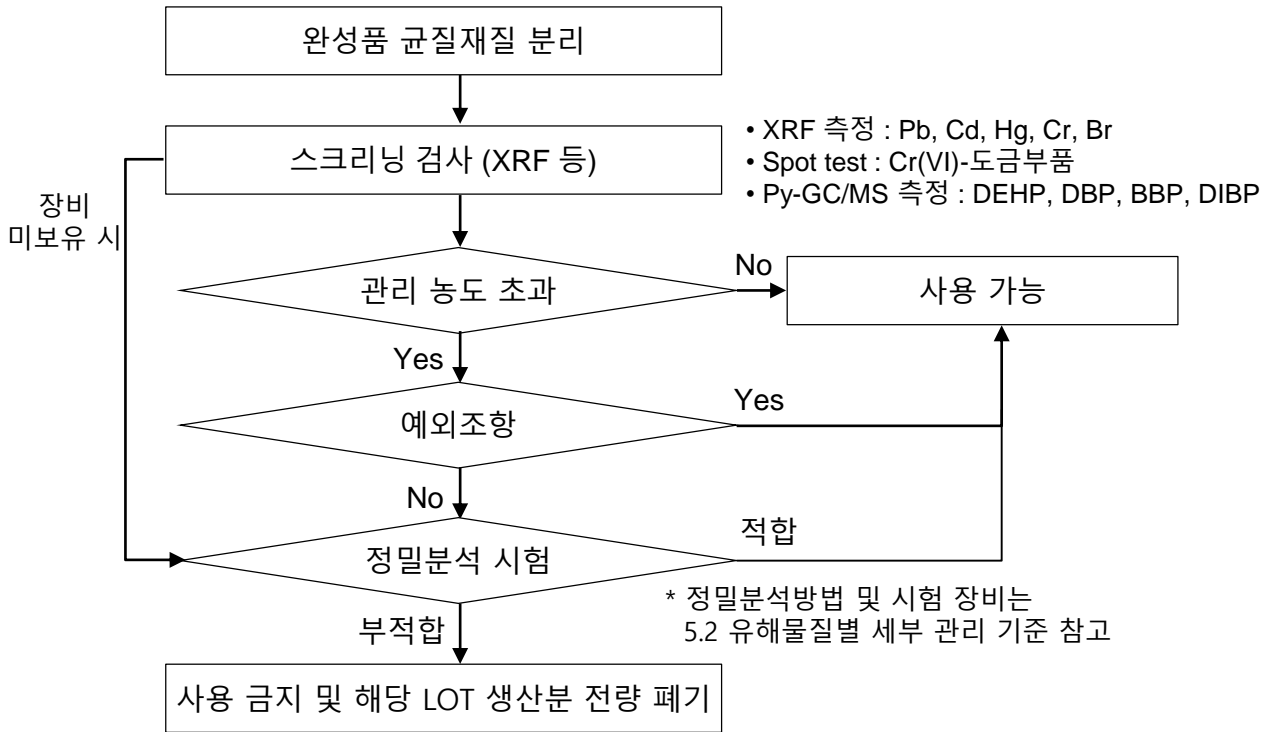 완성품 균질재질 분리
스크리닝 검사 (XRF 등)
• XRF 측정 : Pb, Cd, Hg, Cr, Br
• Spot test : Cr(VI)-도금부품
• Py-GC/MS 측정 : DEHP, DBP, BBP, DIBP
장비
미보유 시
관리 농도 초과
No
사용 가능
Yes
예외조항
Yes
No
정밀분석 시험
적합
* 정밀분석방법 및 시험 장비는
5.2 유해물질별 세부 관리 기준 참고
부적합
사용 금지 및 해당 LOT 생산분 전량 폐기